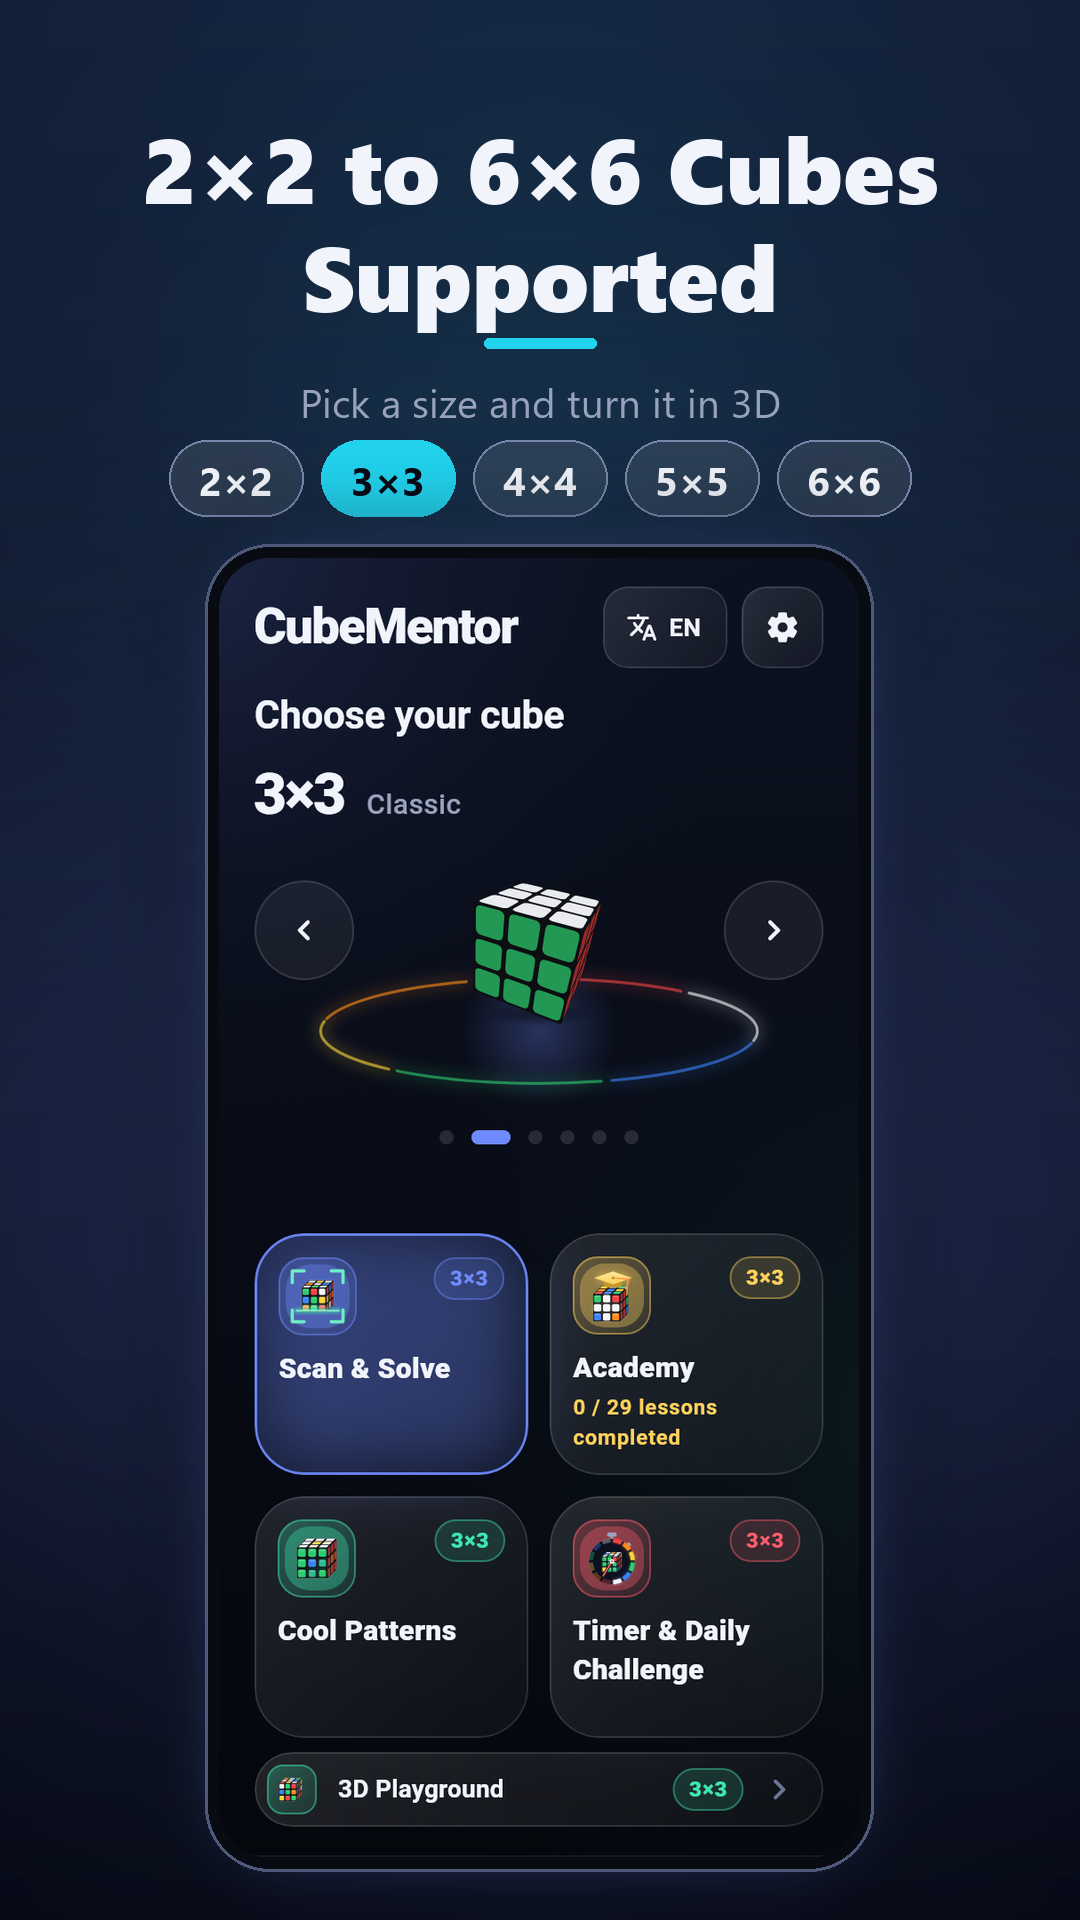 2×2 to 6×6 Cubes
Supported
Pick a size and turn it in 3D
2×2 3×3 4×4 5×5 6×6
CubeMentor
EN
Choose your cube
3×3 Classic
3×3
Scan & Solve
3×3
Academy
0 / 29 lessons
completed
3×3
Cool Patterns
3×3
Timer & Daily
Challenge
3D Playground 3×3